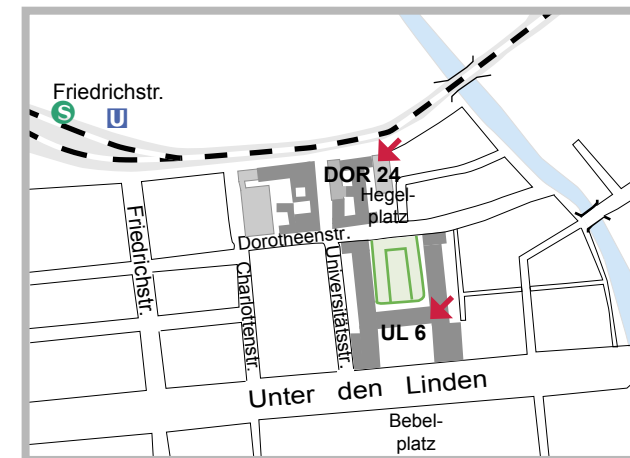 Friedrichstr.
S
U
DOR 24
Hegel-
platz
Dorotheenstr.
Friedrichstr.
Charlottenstr.
Universitätsstr.
UL 6
Unter den Linden
Bebel-
platz